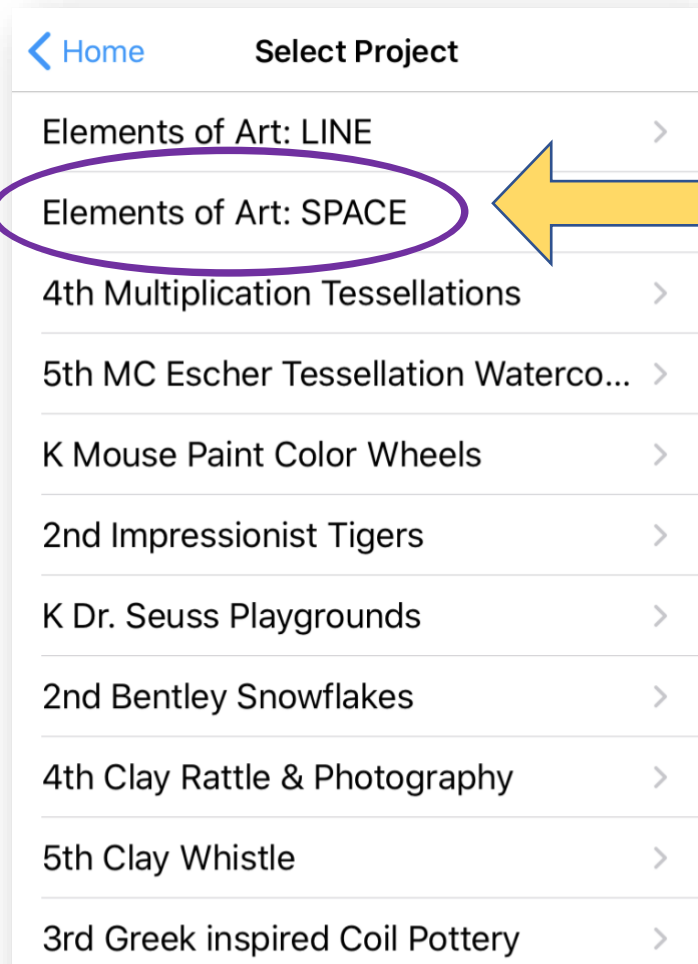 Home
Select Project
Elements of Art: LINE
Elements of Art: SPACE
4th Multiplication Tessellations
5th MC Escher Tessellation Waterco...
K Mouse Paint Color Wheels
2nd Impressionist Tigers
K Dr. Seuss Playgrounds
2nd Bentley Snowflakes
4th Clay Rattle & Photography
5th Clay Whistle
3rd Greek inspired Coil Pottery